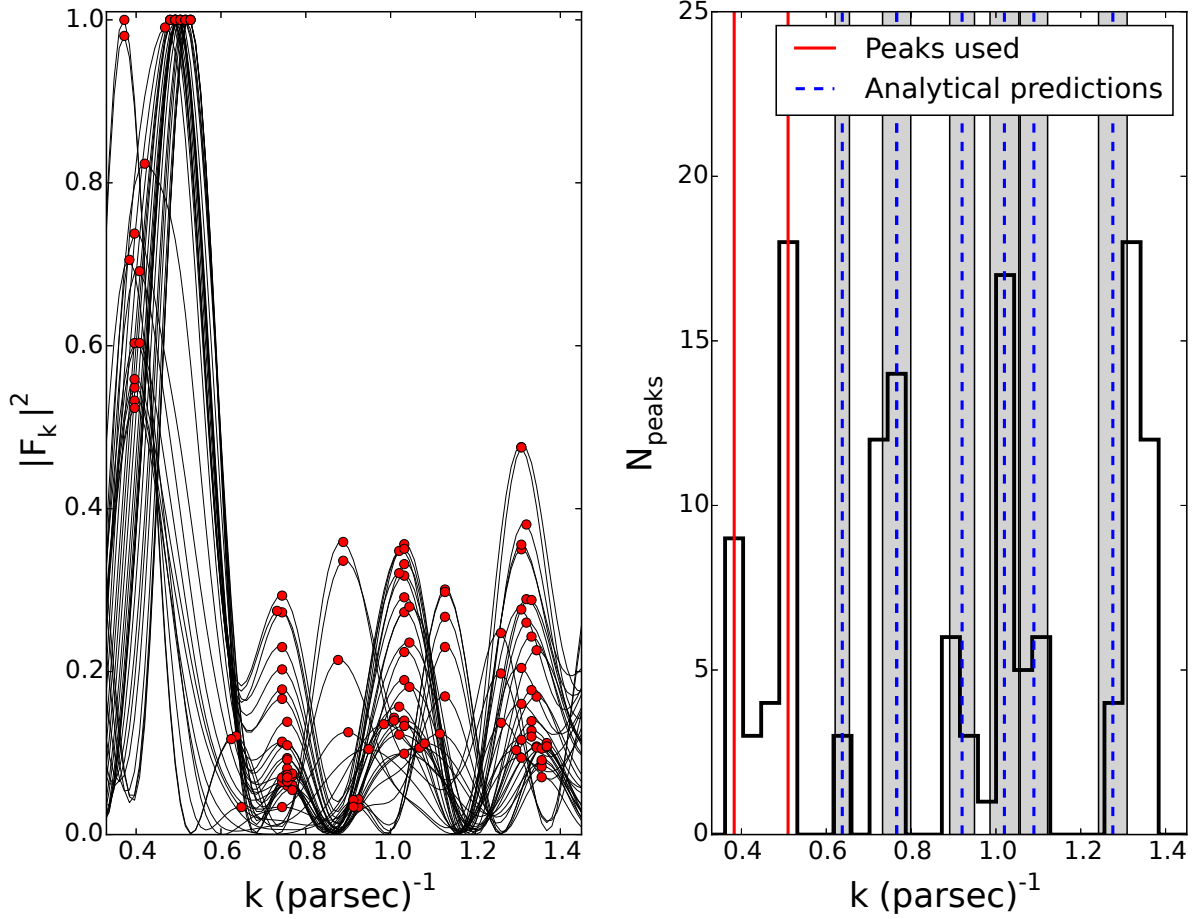 1.0
0.8
0.6
0.4
0.2
0.0
|F_k|^2
0.4 0.6 0.8 1.0 1.2 1.4
k (parsec)^-1
25
20
15
10
5
0
N_peaks
Peaks used
Analytical predictions
0.4 0.6 0.8 1.0 1.2 1.4
k (parsec)^-1